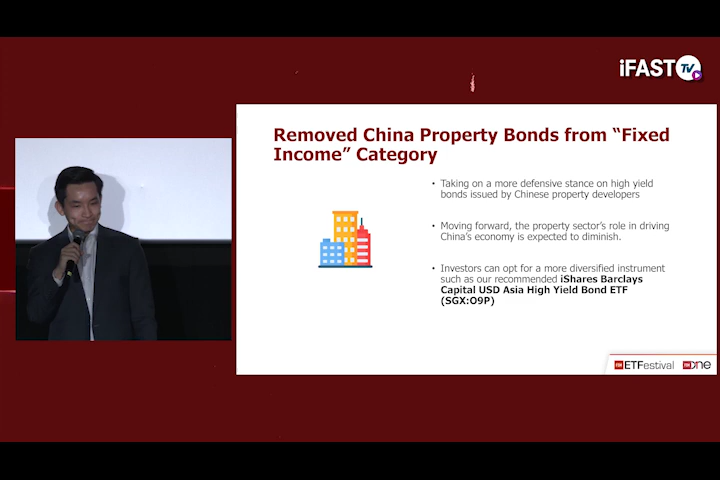 iFAST TV
Removed China Property Bonds from “Fixed
Income” Category
• Taking on a more defensive stance on high yield
bonds issued by Chinese property developers
• Moving forward, the property sector’s role in driving
China’s economy is expected to diminish.
• Investors can opt for a more diversified instrument
such as our recommended iShares Barclays
Capital USD Asia High Yield Bond ETF
(SGX:O9P)
ETFestival
one